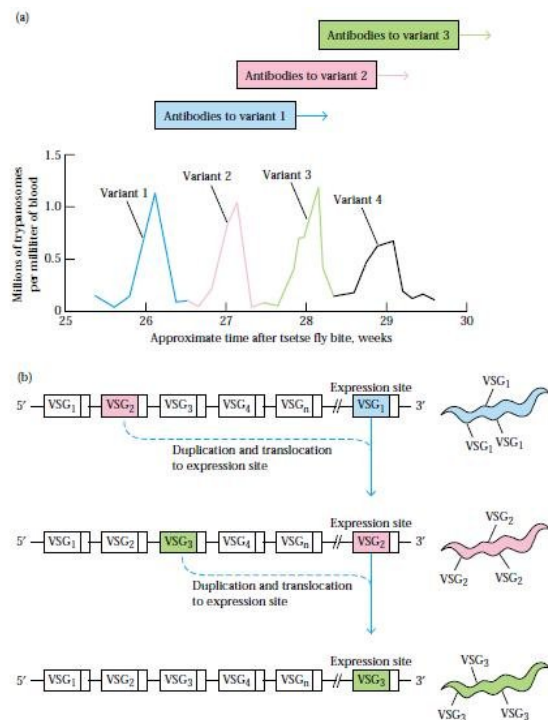 (a)
Antibodies to variant 3
Antibodies to variant 2
Antibodies to variant 1
Millions of trypanosomes
per milliliter of blood
1.5
1.0
0.5
0
Variant 1
Variant 2
Variant 3
Variant 4
25 26 27 28 29 30
Approximate time after tsetse fly bite, weeks
(b)
Expression site
5′ VSG1 VSG2 VSG3 VSG4 VSGn // VSG1 3′
VSG1
VSG1 VSG1
Duplication and translocation
to expression site
Expression site
5′ VSG1 VSG2 VSG3 VSG4 VSGn // VSG2 3′
VSG2
VSG2 VSG2
Duplication and translocation
to expression site
Expression site
5′ VSG1 VSG2 VSG3 VSG4 VSGn // VSG3 3′
VSG3
VSG3 VSG3